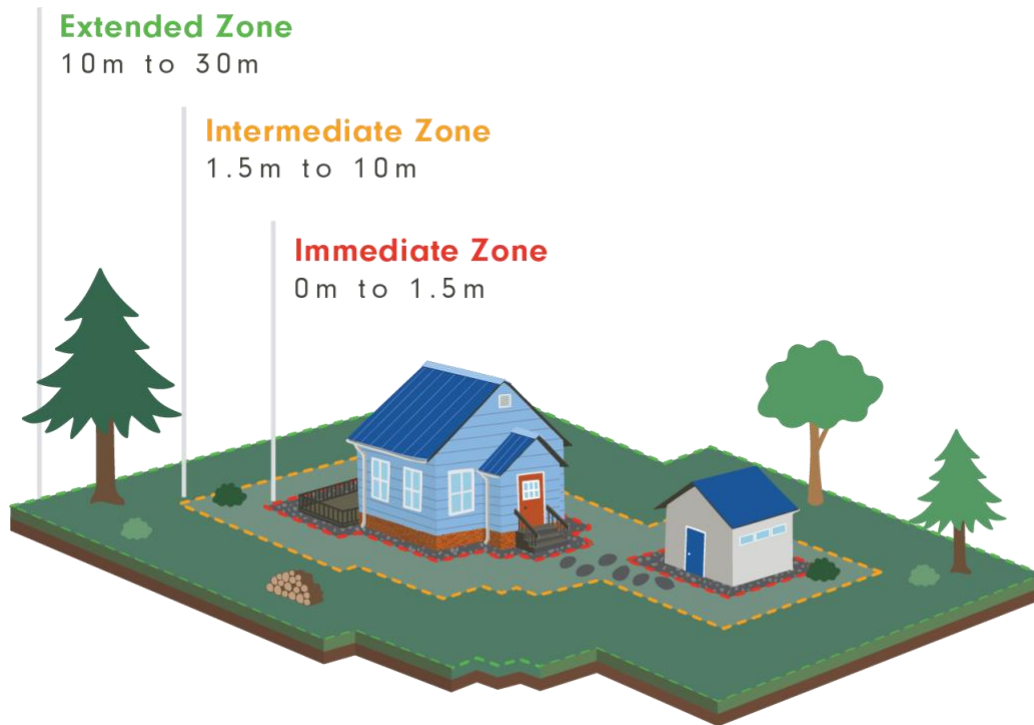 Extended Zone
10m to 30m
Intermediate Zone
1.5m to 10m
Immediate Zone
0m to 1.5m